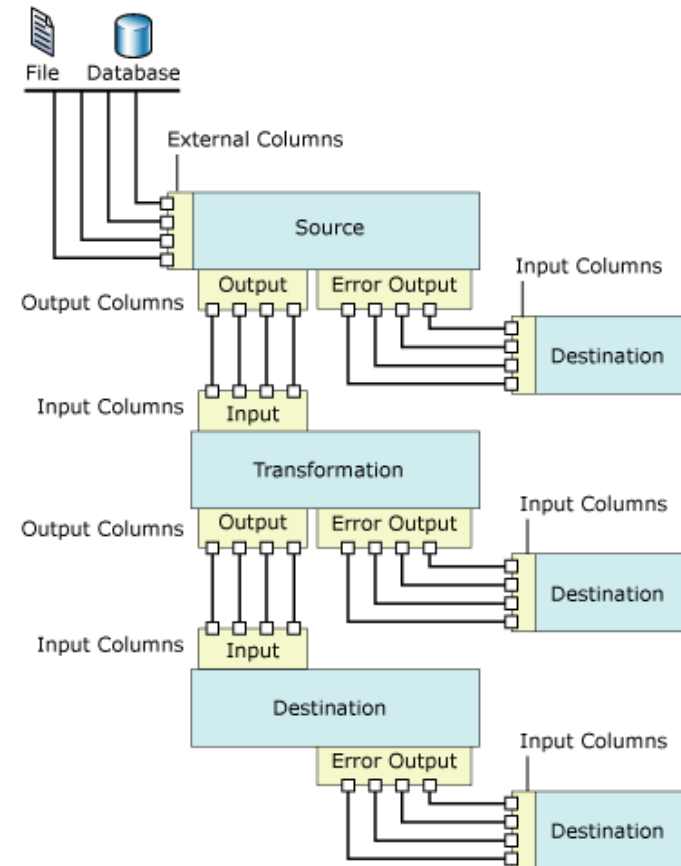 File Database
External Columns
Source
Input Columns
Output Error Output
Output Columns
Destination
Input Columns
Input
Transformation
Input Columns
Output Error Output
Output Columns
Destination
Input Columns
Input
Destination
Input Columns
Error Output
Destination